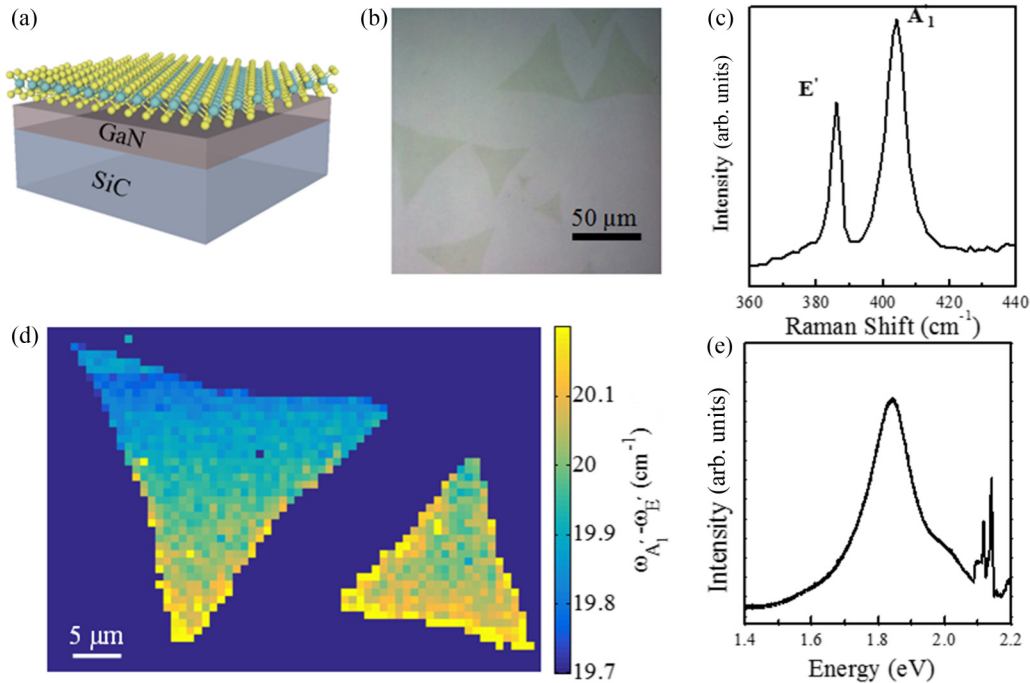 (a)
GaN
SiC
(b)
50 μm
(c)
Intensity (arb. units)
E'
A'1
360 380 400 420 440
Raman Shift (cm-1)
(d)
5 μm
20.1
20
19.9
19.8
19.7
ωA1'-ωE' (cm-1)
(e)
Intensity (arb. units)
1.4 1.6 1.8 2.0 2.2
Energy (eV)